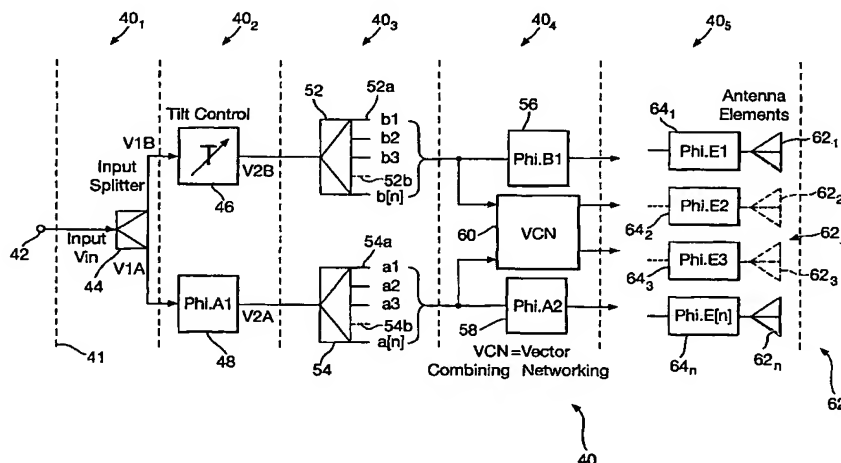 40₁
40₂
40₃
40₄
40₅
52
52a
56
Antenna
Elements
Tilt Control
64₁
V1B
b1
b2
b3
52b
b[n]
Phi.B1
Phi.E1
62₁
Input
Splitter
T
V2B
46
60
VCN
Phi.E2
62₂
64₂
42
Input
Vin
44
V1A
54a
a1
a2
a3
54b
a[n]
Phi.E3
62
64₃
62₃
Phi.A1
V2A
48
54
58
Phi.A2
Phi.E[n]
41
VCN=Vector
Combining Networking
64ₙ
62ₙ
62
40